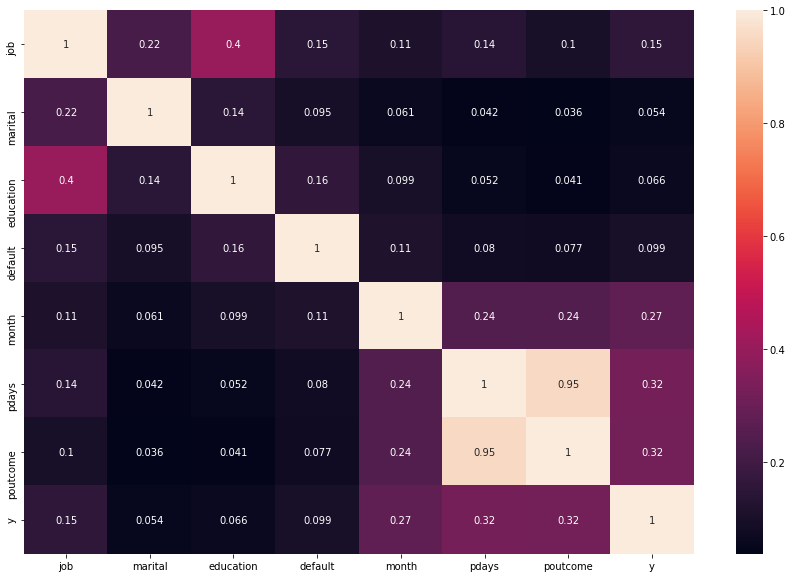 job 1 0.22 0.4 0.15 0.11 0.14 0.1 0.15
marital 0.22 1 0.14 0.095 0.061 0.042 0.036 0.054
education 0.4 0.14 1 0.16 0.099 0.052 0.041 0.066
default 0.15 0.095 0.16 1 0.11 0.08 0.077 0.099
month 0.11 0.061 0.099 0.11 1 0.24 0.24 0.27
pdays 0.14 0.042 0.052 0.08 0.24 1 0.95 0.32
poutcome 0.1 0.036 0.041 0.077 0.24 0.95 1 0.32
y 0.15 0.054 0.066 0.099 0.27 0.32 0.32 1
job marital education default month pdays poutcome y
1.0
0.8
0.6
0.4
0.2